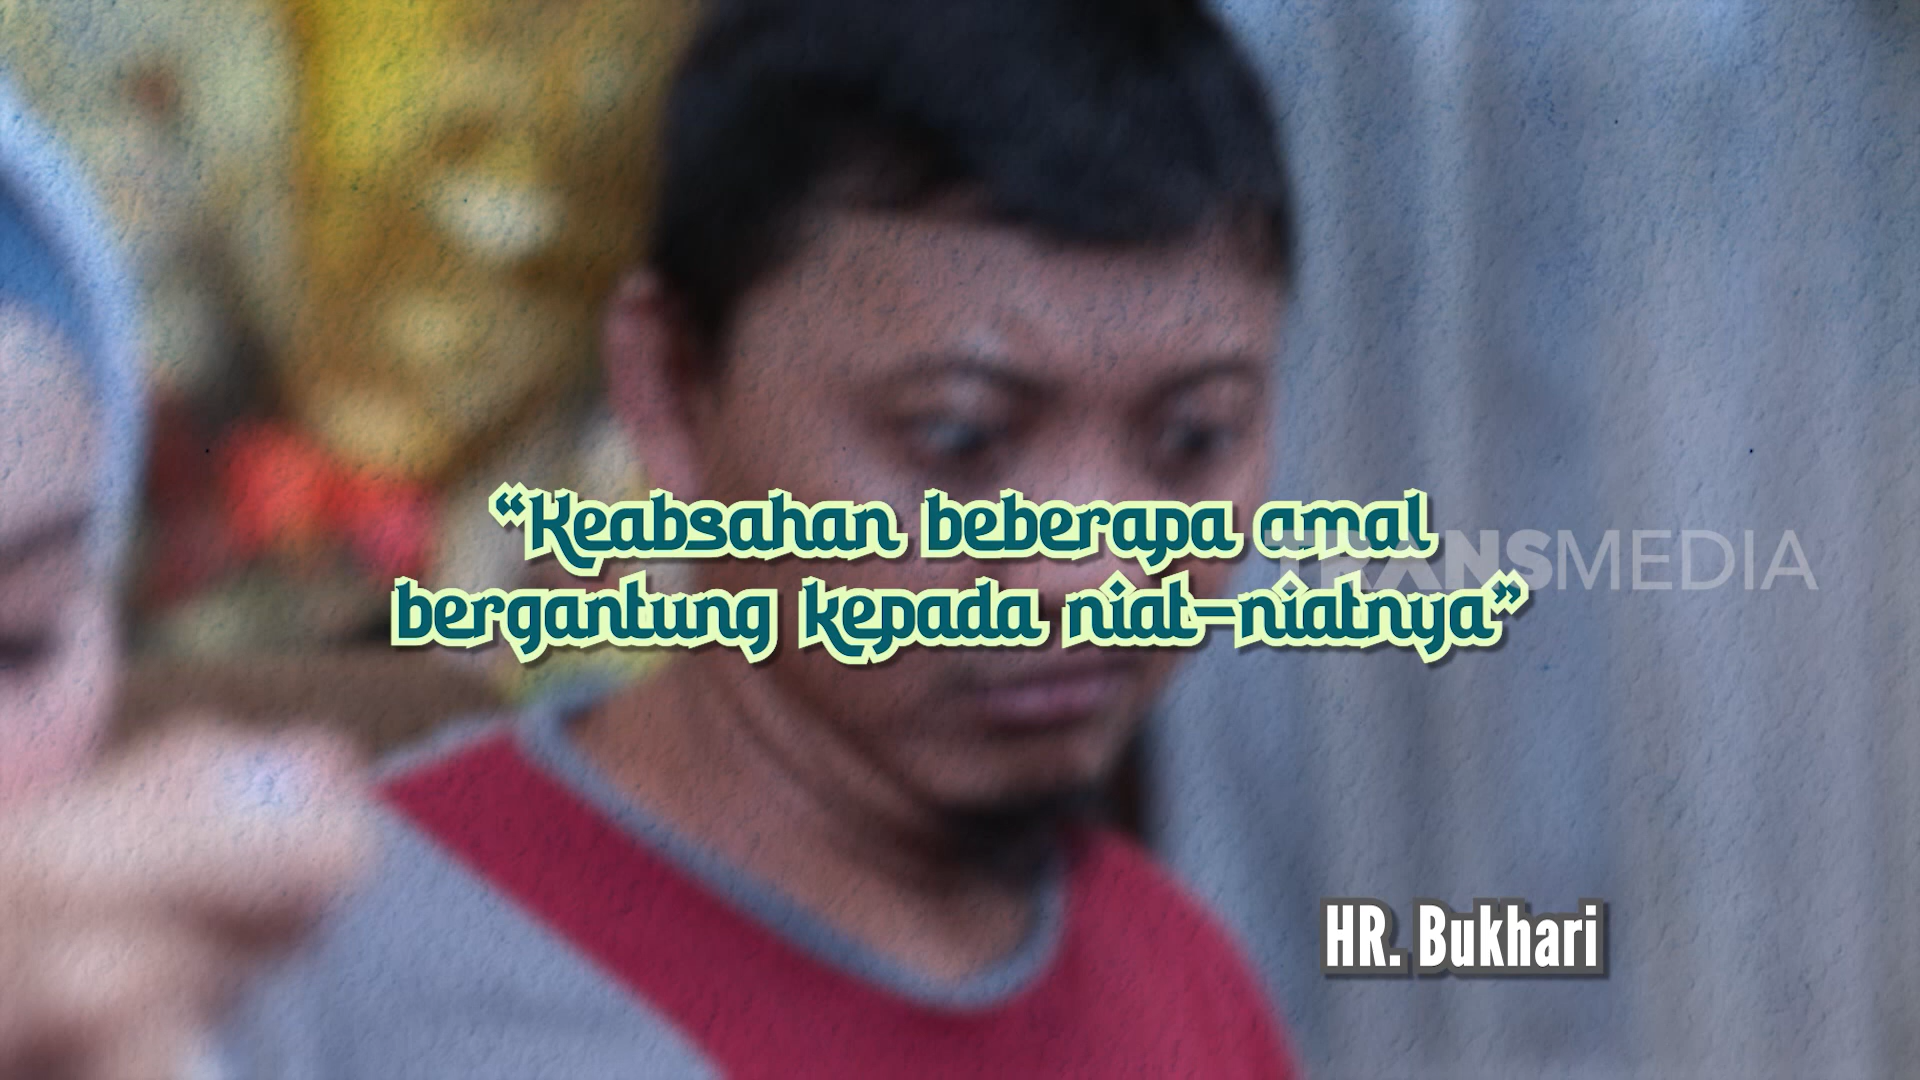 “Keabsahan beberapa amal
bergantung kepada niat-niatnya”
TRANSMEDIA
HR. Bukhari